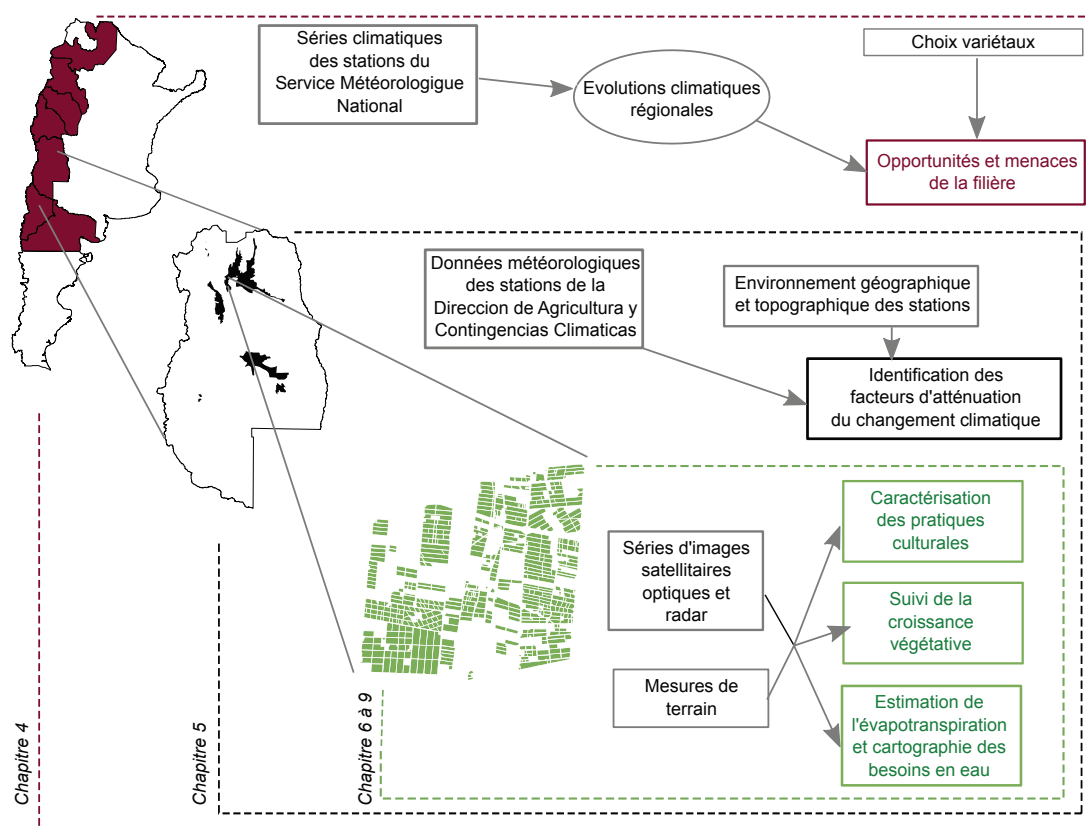 Séries climatiques
des stations du
Service Météorologique
National
Evolutions climatiques
régionales
Choix variétaux
Opportunités et menaces
de la filière
Données météorologiques
des stations de la
Direccion de Agricultura y
Contingencias Climaticas
Environnement géographique
et topographique des stations
Identification des
facteurs d'atténuation
du changement climatique
Séries d'images
satellitaires
optiques et
radar
Mesures de
terrain
Caractérisation
des pratiques
culturales
Suivi de la
croissance
végétative
Estimation de
l'évapotranspiration
et cartographie des
besoins en eau
Chapitre 4
Chapitre 5
Chapitre 6 à 9